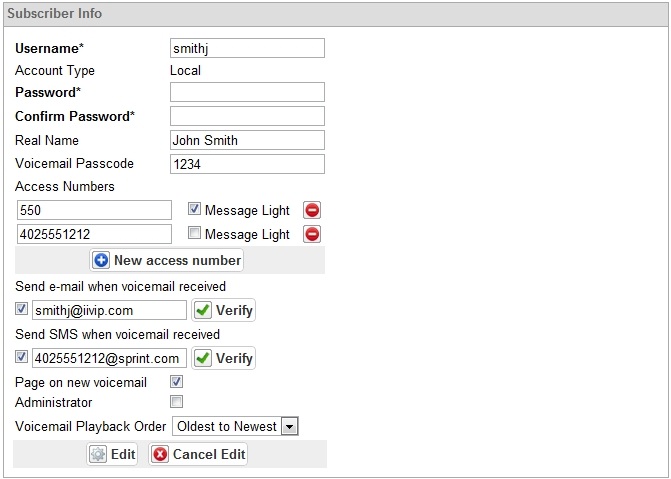 Subscriber Info
Username* smithj
Account Type Local
Password*
Confirm Password*
Real Name John Smith
Voicemail Passcode 1234
Access Numbers
550 Message Light
4025551212 Message Light
New access number
Send e-mail when voicemail received
smithj@iivip.com Verify
Send SMS when voicemail received
4025551212@sprint.com Verify
Page on new voicemail
Administrator
Voicemail Playback Order Oldest to Newest
Edit Cancel Edit